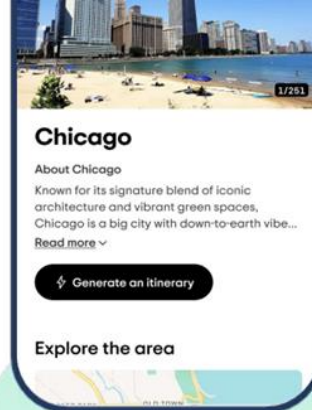 1/251
Chicago
About Chicago
Known for its signature blend of iconic
architecture and vibrant green spaces,
Chicago is a big city with down-to-earth vibe...
Read more
Generate an itinerary
Explore the area
OLD TOWN